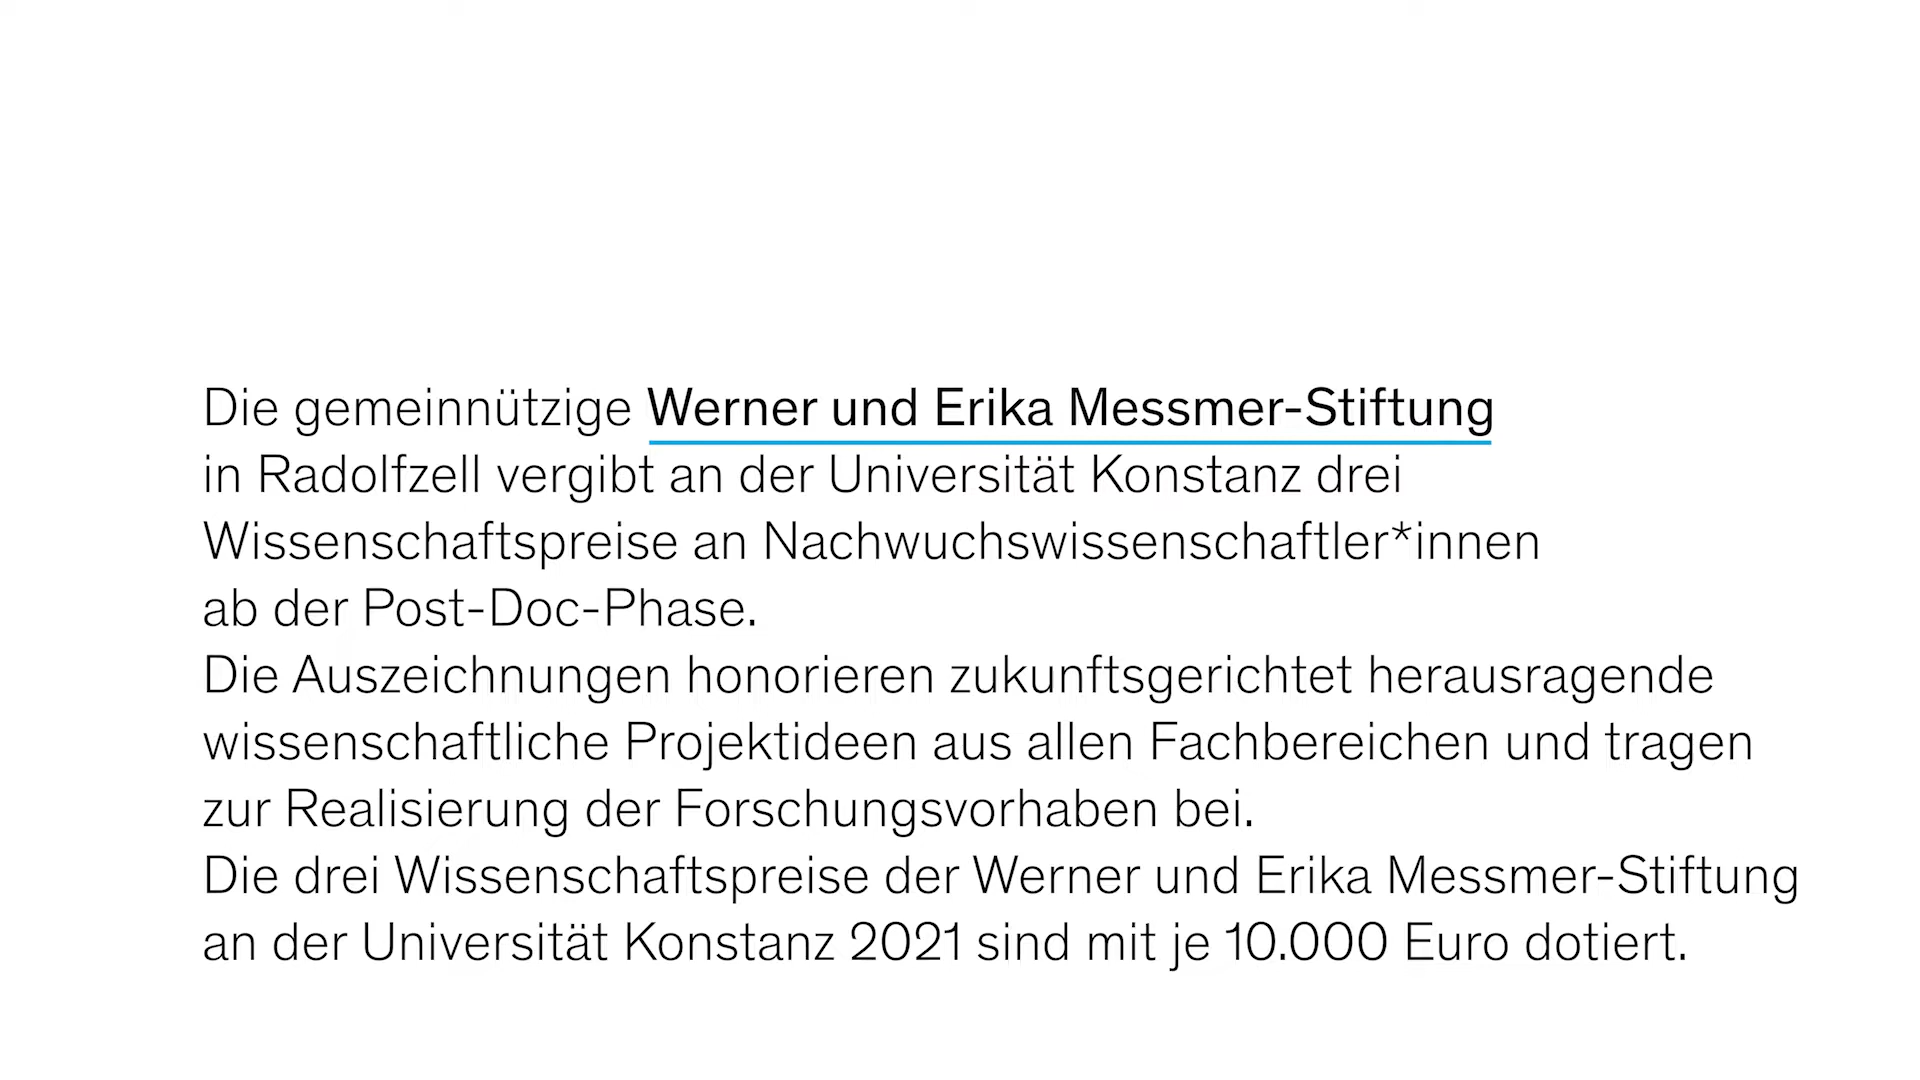 Die gemeinnützige Werner und Erika Messmer-Stiftung
in Radolfzell vergibt an der Universität Konstanz drei
Wissenschaftspreise an Nachwuchswissenschaftler*innen
ab der Post-Doc-Phase.
Die Auszeichnungen honorieren zukunftsgerichtet herausragende
wissenschaftliche Projektideen aus allen Fachbereichen und tragen
zur Realisierung der Forschungsvorhaben bei.
Die drei Wissenschaftspreise der Werner und Erika Messmer-Stiftung
an der Universität Konstanz 2021 sind mit je 10.000 Euro dotiert.